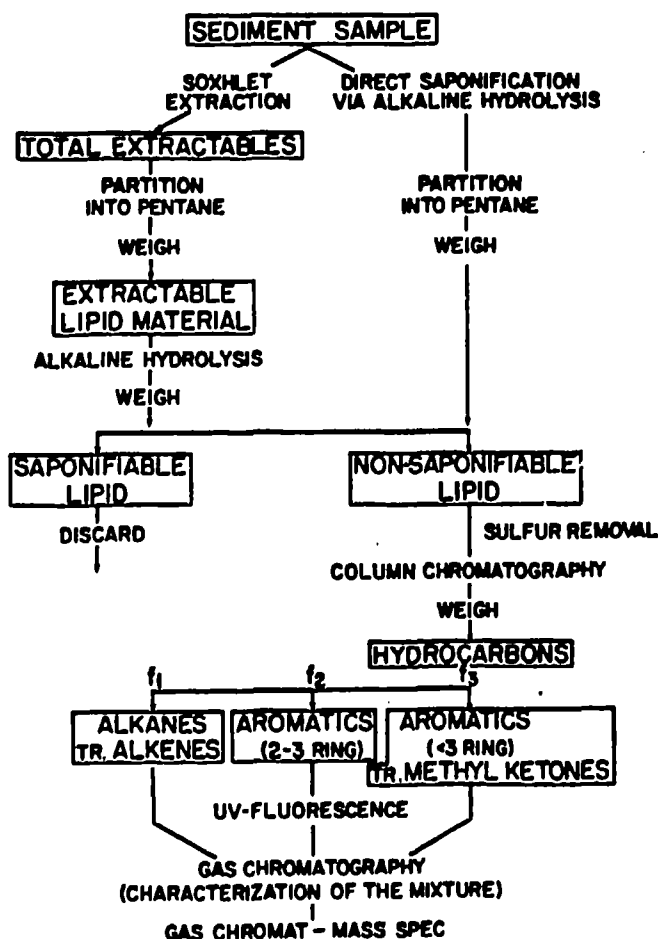 SEDIMENT SAMPLE
SOXHLET
EXTRACTION
DIRECT SAPONIFICATION
VIA ALKALINE HYDROLYSIS
TOTAL EXTRACTABLES
PARTITION
INTO PENTANE
WEIGH
PARTITION
INTO PENTANE
WEIGH
EXTRACTABLE
LIPID MATERIAL
ALKALINE HYDROLYSIS
WEIGH
SAPONIFIABLE
LIPID
DISCARD
NON-SAPONIFIABLE
LIPID
SULFUR REMOVAL
COLUMN CHROMATOGRAPHY
WEIGH
HYDROCARBONS
f1
f2
f3
ALKANES
TR. ALKENES
AROMATICS
(2-3 RING)
AROMATICS
(<3 RING)
TR. METHYL KETONES
UV-FLUORESCENCE
GAS CHROMATOGRAPHY
(CHARACTERIZATION OF THE MIXTURE)
GAS CHROMAT - MASS SPEC